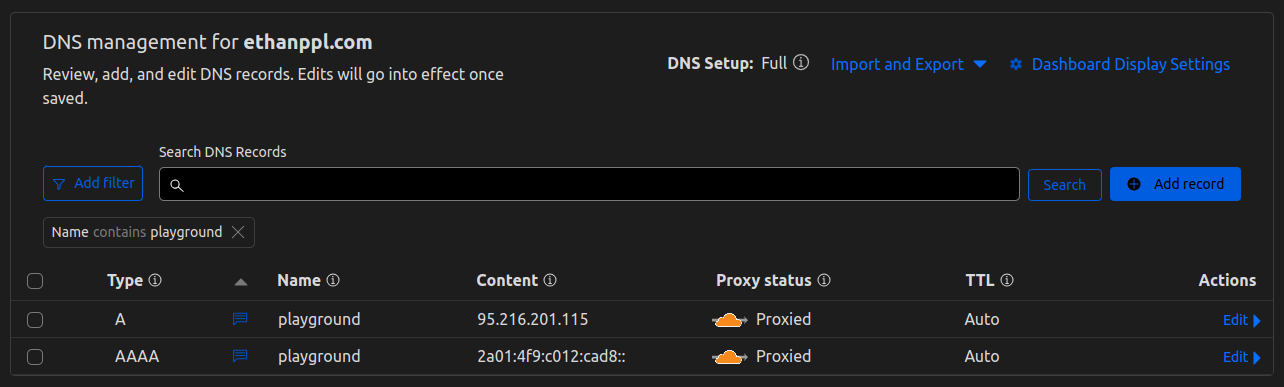 DNS management for ethanppl.com
Review, add, and edit DNS records. Edits will go into effect once
saved.
DNS Setup: Full
Import and Export
Dashboard Display Settings
Search DNS Records
Add filter
Search
Add record
Name contains playground
Type Name Content Proxy status TTL Actions
A playground 95.216.201.115 Proxied Auto Edit
AAAA playground 2a01:4f9:c012:cad8:: Proxied Auto Edit